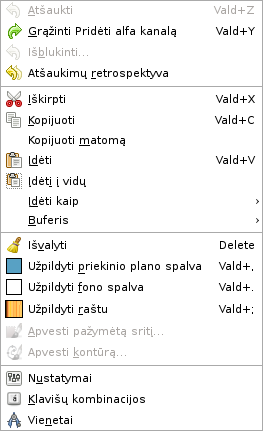 Atšaukti Vald+Z
Grąžinti Pridėti alfa kanalą Vald+Y
Išblukinti...
Atšaukimų retrospektyva
Iškirpti Vald+X
Kopijuoti Vald+C
Kopijuoti matomą
Įdėti Vald+V
Įdėti į vidų
Įdėti kaip
Buferis
Išvalyti Delete
Užpildyti priekinio plano spalva Vald+,
Užpildyti fono spalva Vald+.
Užpildyti raštu Vald+;
Apvesti pažymėtą sritį...
Apvesti kontūrą...
Nustatymai
Klavišų kombinacijos
Vienetai